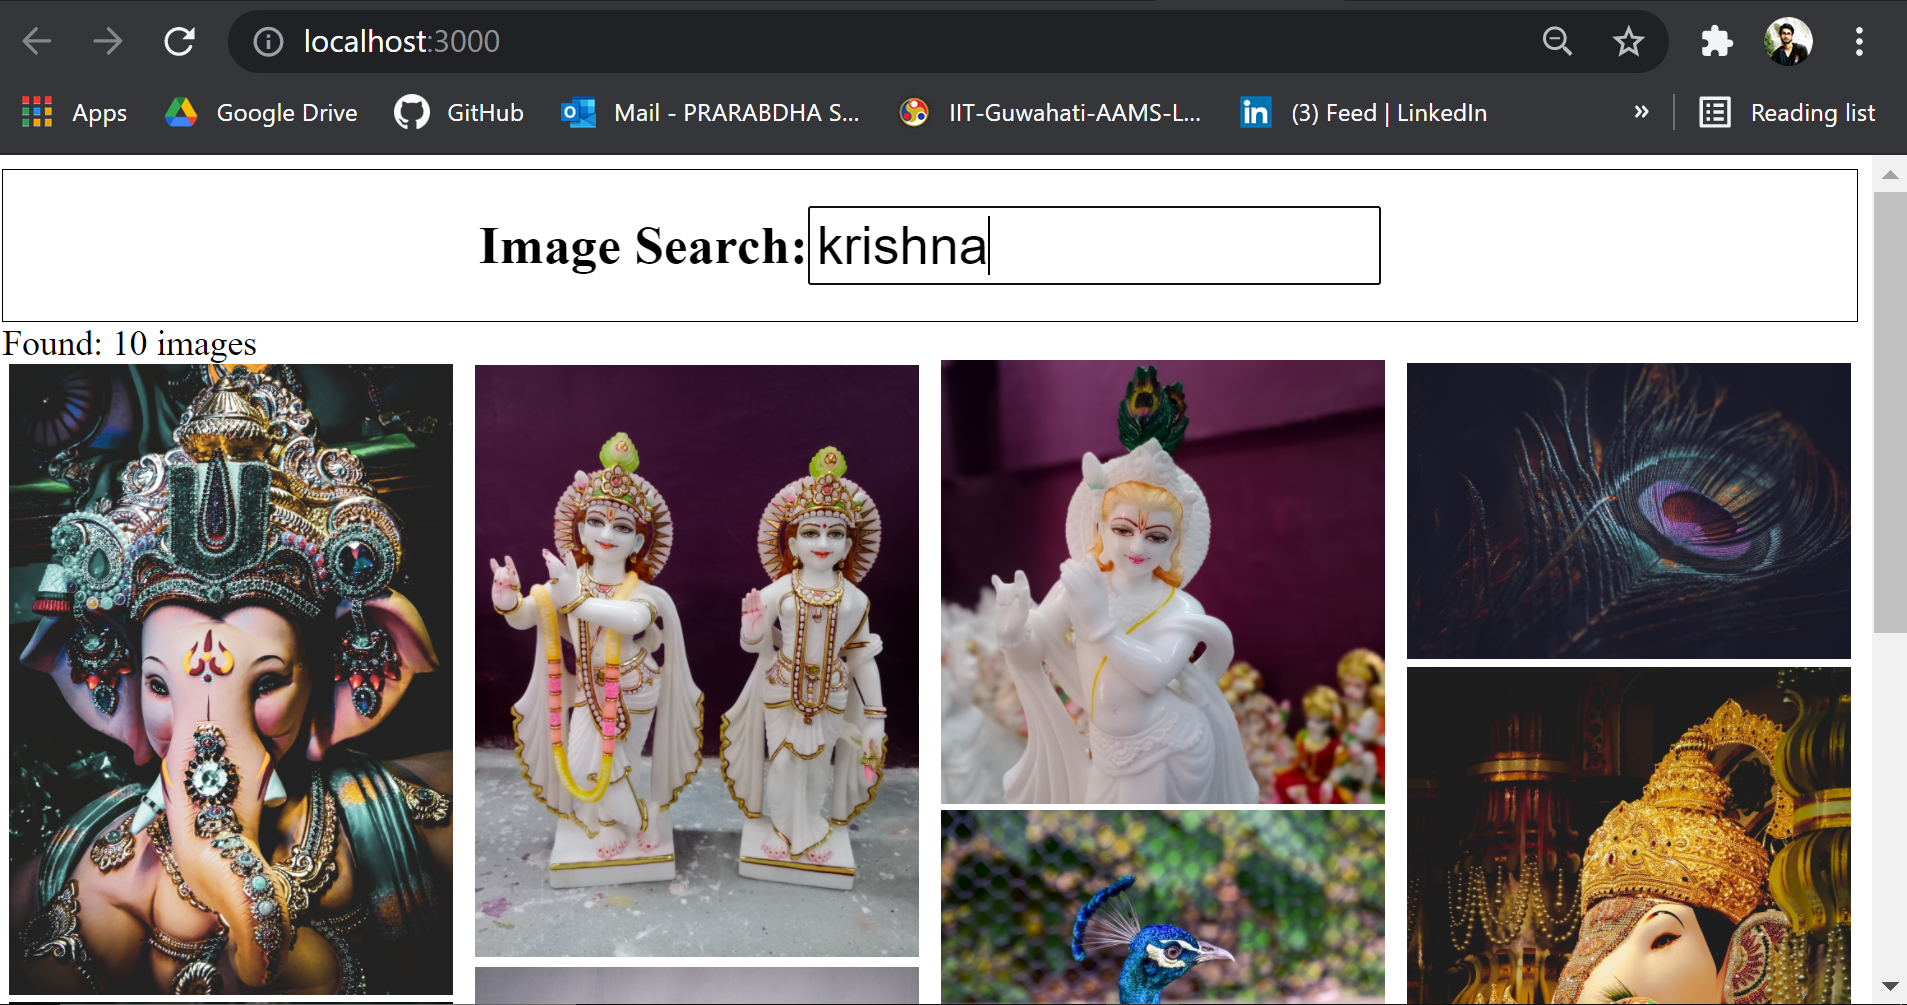 localhost:3000
Apps Google Drive GitHub Mail - PRARABDHA S... IIT-Guwahati-AAMS-L... (3) Feed | LinkedIn » Reading list
Image Search: krishna
Found: 10 images